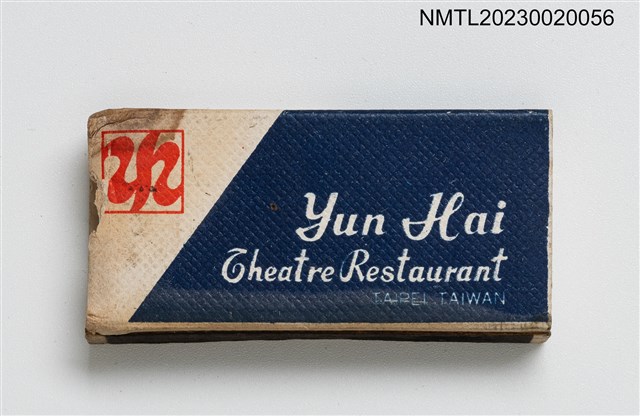 NMTL20230020056
Yun Hai
Theatre Restaurant
TAIPEI, TAIWAN